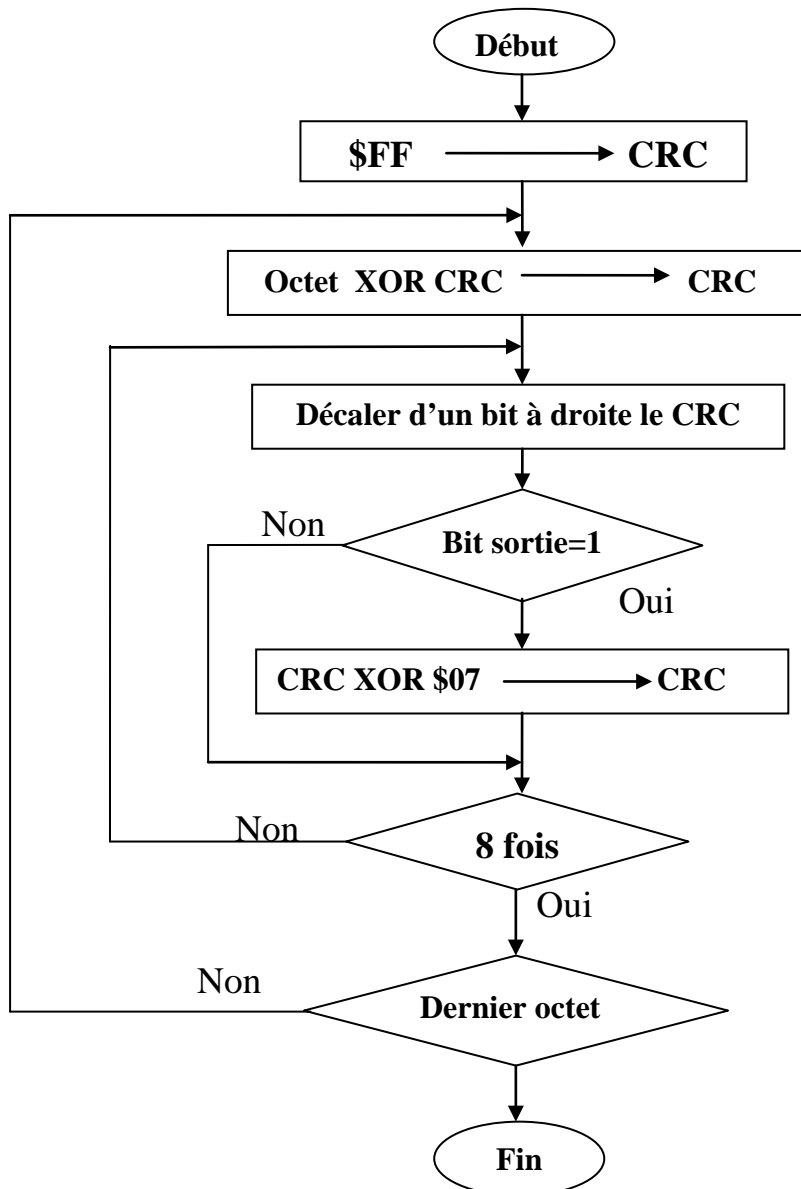 Début
$FF CRC
Octet XOR CRC CRC
Décaler d'un bit à droite le CRC
Non
Bit sortie=1
Oui
CRC XOR $07 CRC
Non
8 fois
Oui
Non
Dernier octet
Fin